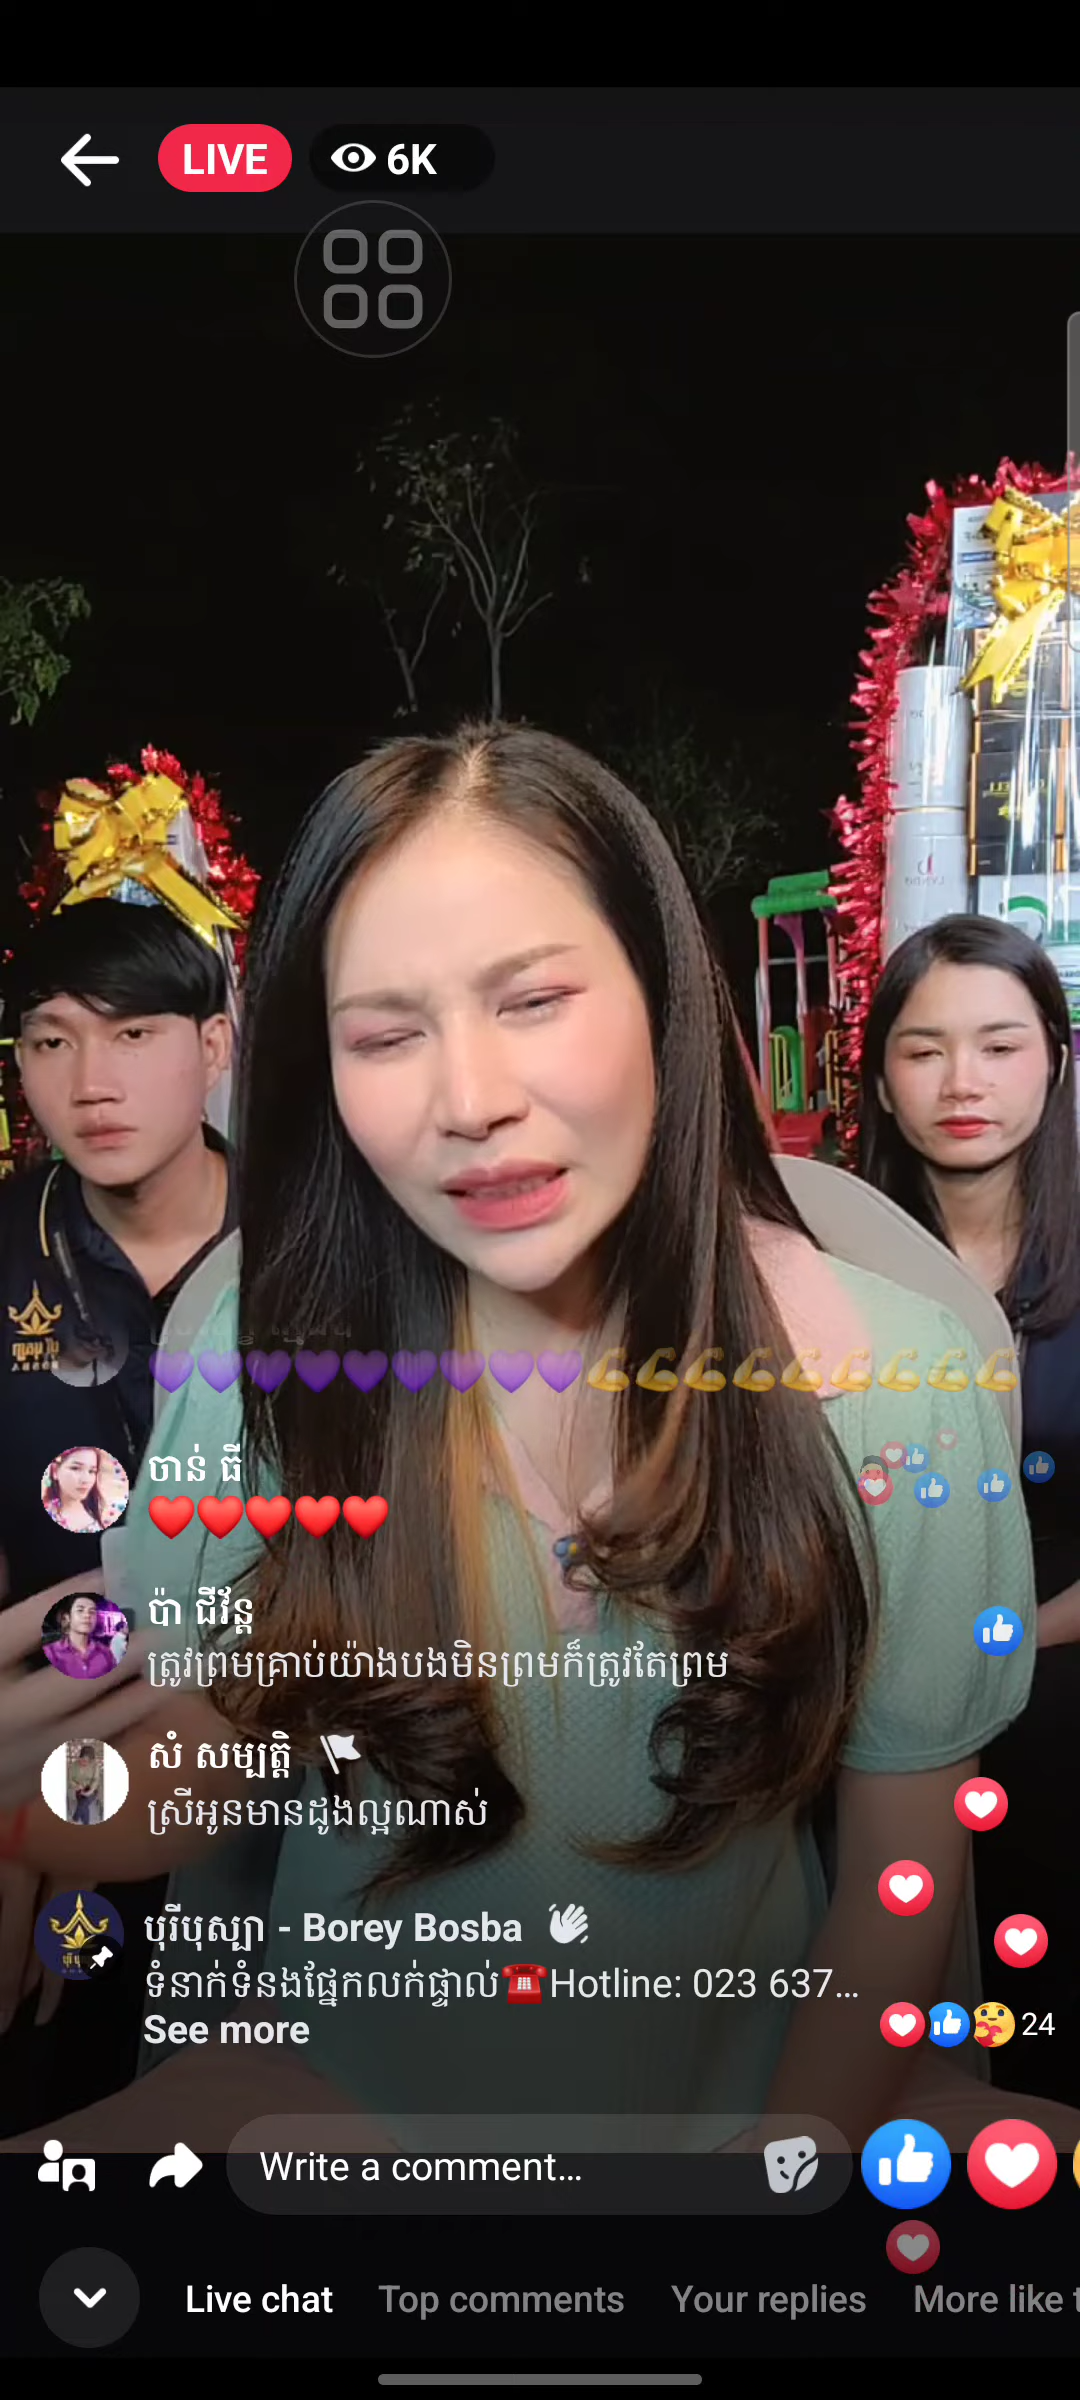 LIVE 6K
ចាន់ ធី
ប៉ា ជីវ័ន្ត
ត្រូវព្រមគ្រាប់យ៉ាងបងមិនព្រមក៏ត្រូវតែព្រម
សំ សម្បត្តិ
ស្រីអូនមានដូងល្អណាស់
បុរីបុស្បា - Borey Bosba
ទំនាក់ទំនងផ្នែកលក់ផ្ទាល់☎️Hotline: 023 637...
See more
24
Write a comment...
Live chat Top comments Your replies More like